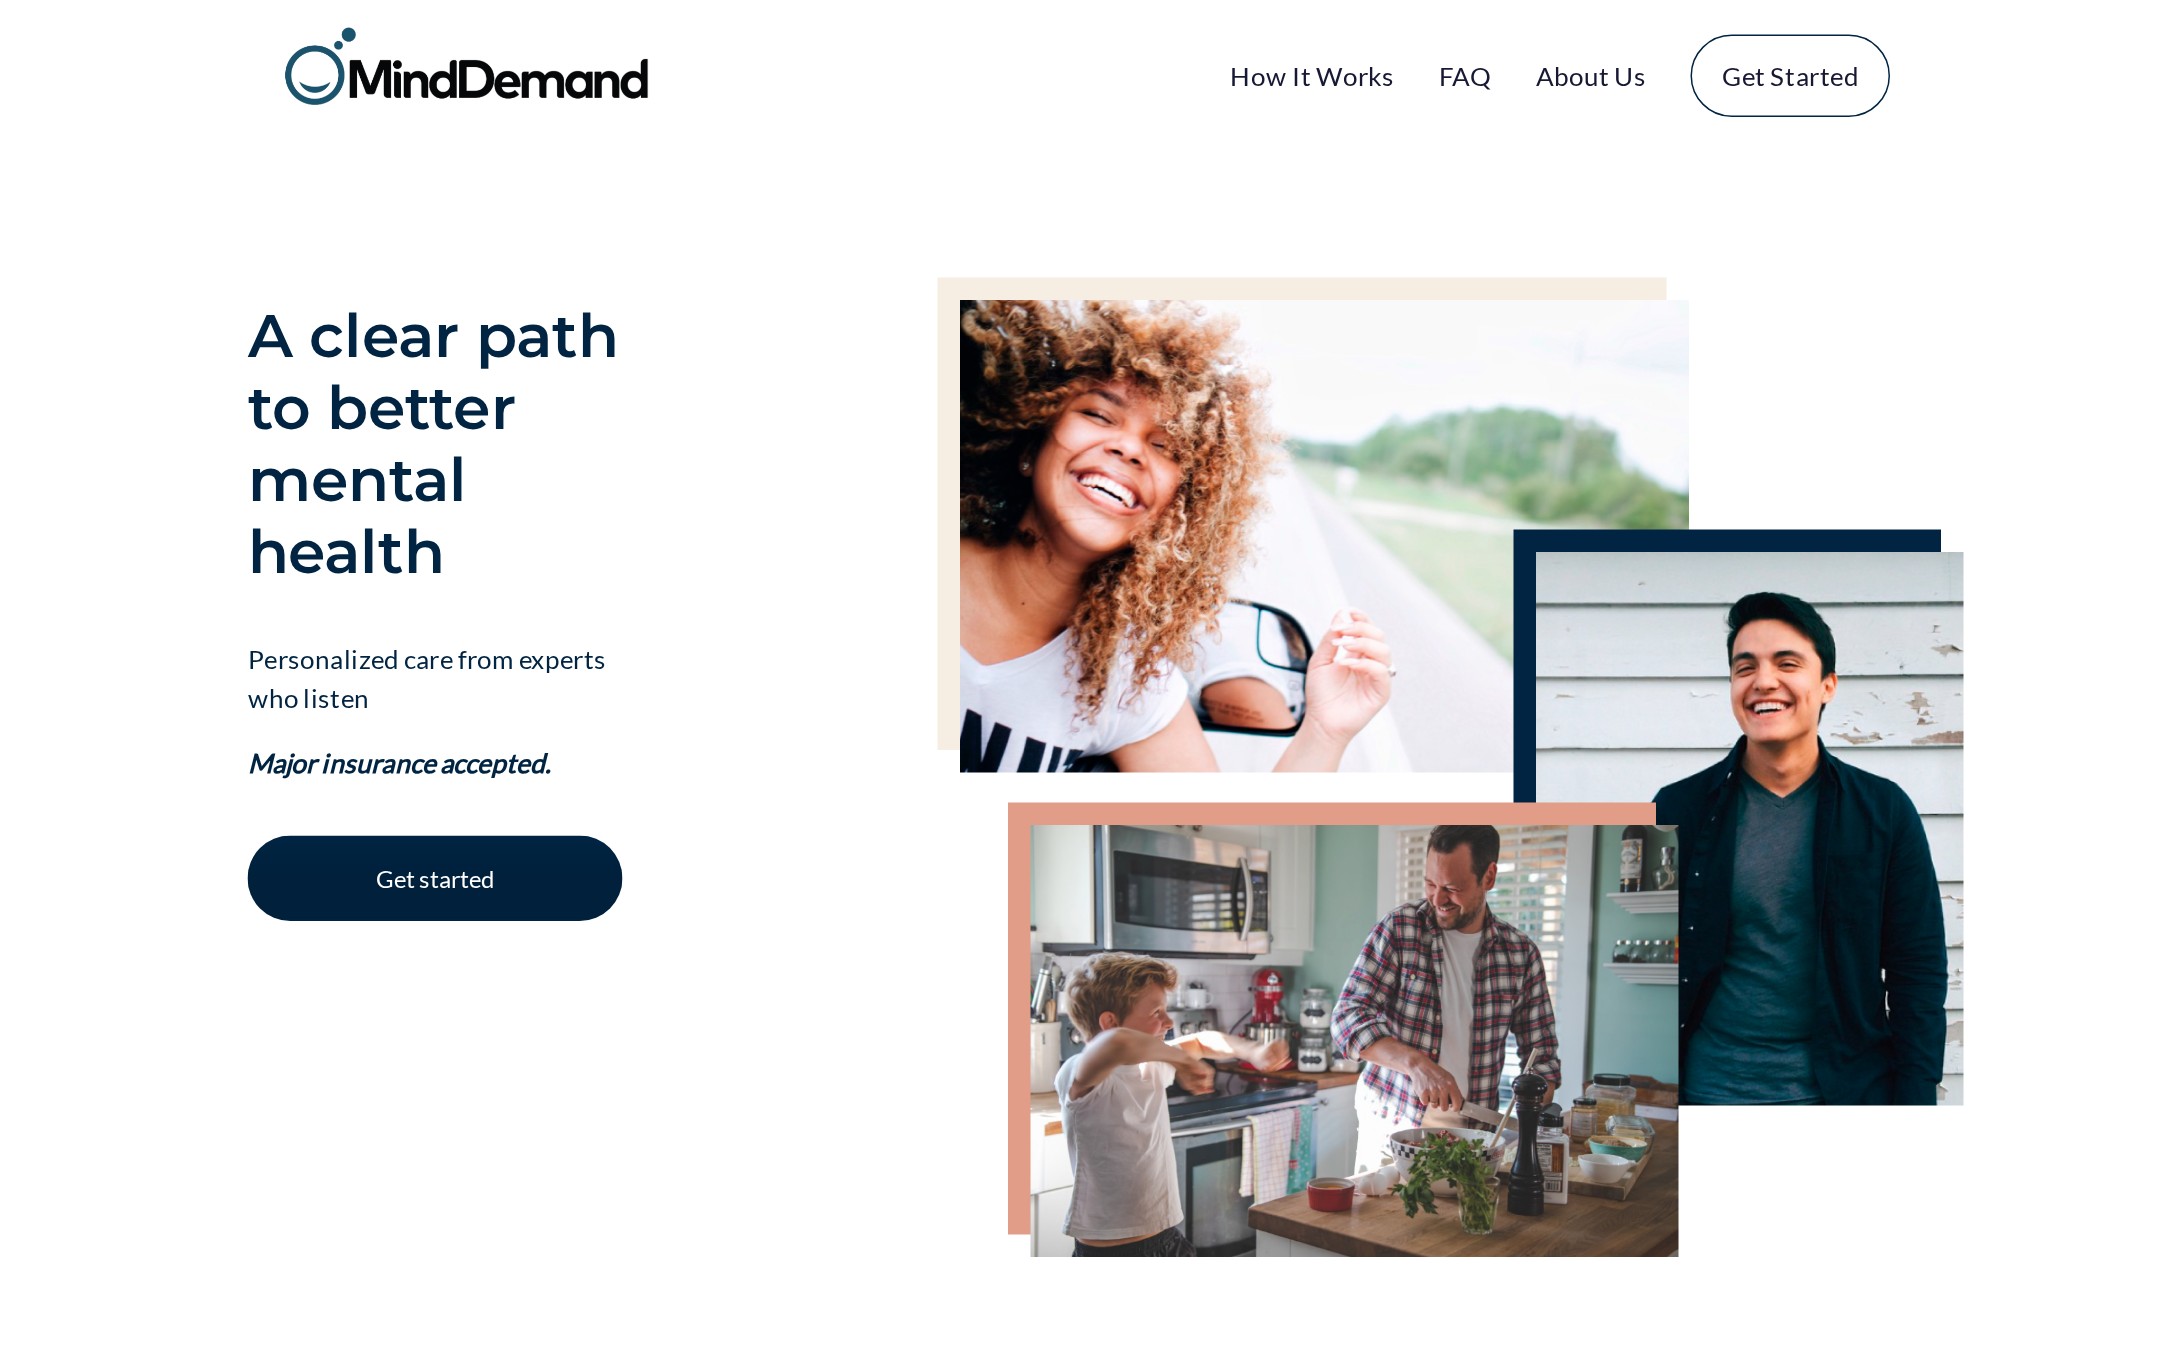 MindDemand
How It Works
FAQ
About Us
Get Started
A clear path
to better
mental
health
Personalized care from experts
who listen
Major insurance accepted.
Get started